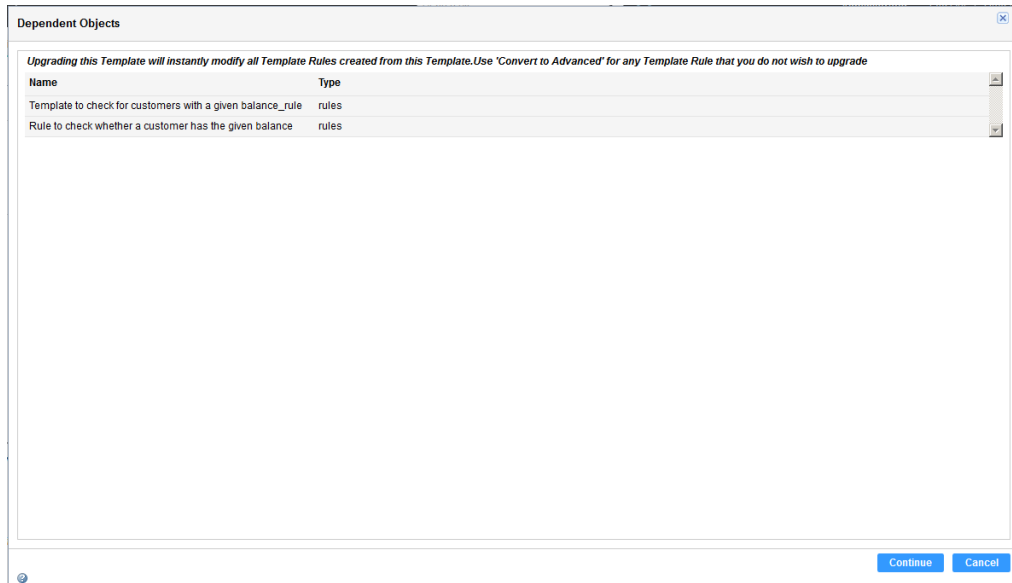 Dependent Objects
Upgrading this Template will instantly modify all Template Rules created from this Template.Use 'Convert to Advanced' for any Template Rule that you do not wish to upgrade
Name Type
Template to check for customers with a given balance_rule rules
Rule to check whether a customer has the given balance rules
Continue Cancel